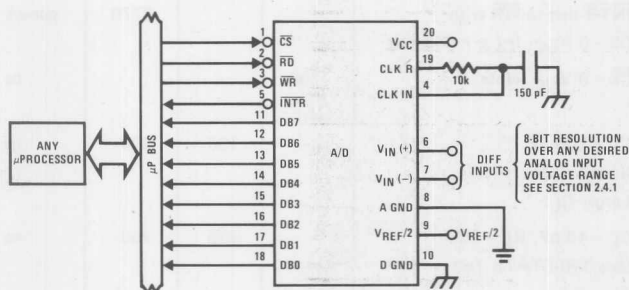 ANY
μPROCESSOR
μP BUS
1
CS
2
RD
3
WR
5
INTR
11
DB7
12
DB6
13
DB5
14
DB4
15
DB3
16
DB2
17
DB1
18
DB0
A/D
VCC
20
CLK R
19
10k
CLK IN
4
150 pF
VIN (+)
6
VIN (−)
7
DIFF
INPUTS
8-BIT RESOLUTION
OVER ANY DESIRED
ANALOG INPUT
VOLTAGE RANGE
SEE SECTION 2.4.1
A GND
8
VREF/2
9
VREF/2
D GND
10